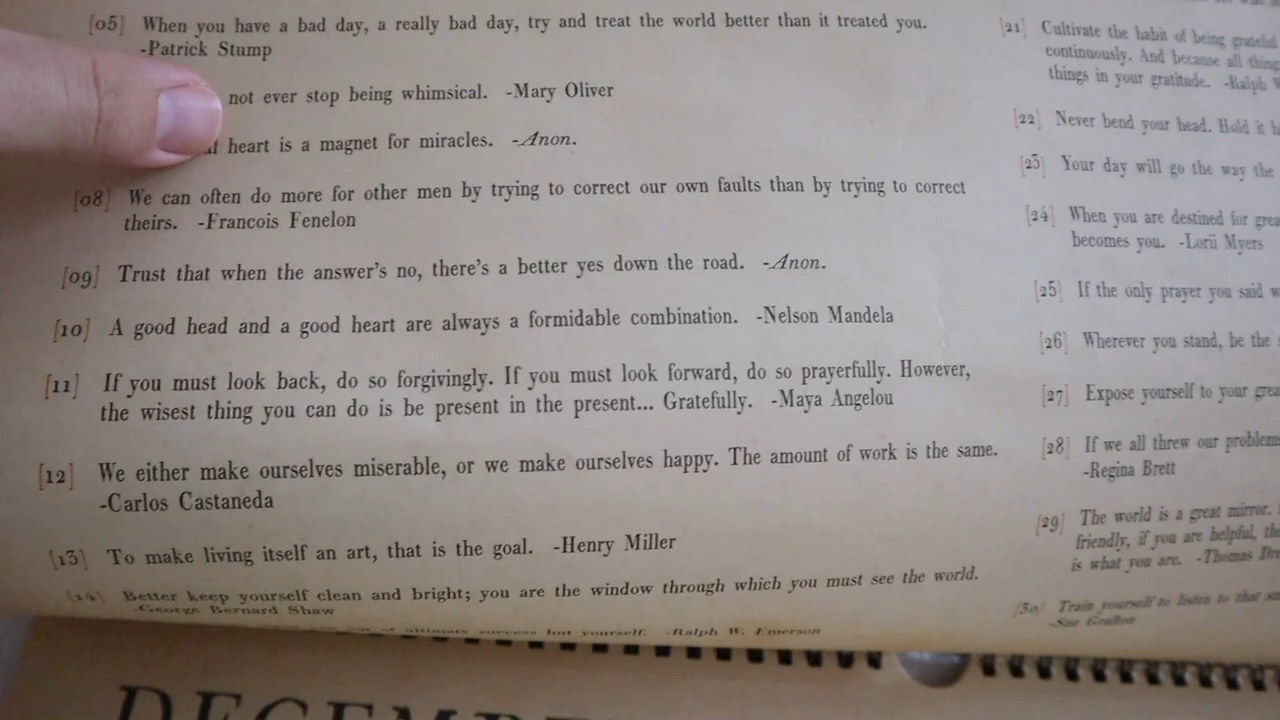 [05] When you have a bad day, a really bad day, try and treat the world better than it treated you.
-Patrick Stump
not ever stop being whimsical. -Mary Oliver
heart is a magnet for miracles. -Anon.
[08] We can often do more for other men by trying to correct our own faults than by trying to correct
theirs. -Francois Fenelon
[09] Trust that when the answer's no, there's a better yes down the road. -Anon.
[10] A good head and a good heart are always a formidable combination. -Nelson Mandela
[11] If you must look back, do so forgivingly. If you must look forward, do so prayerfully. However,
the wisest thing you can do is be present in the present... Gratefully. -Maya Angelou
[12] We either make ourselves miserable, or we make ourselves happy. The amount of work is the same.
-Carlos Castaneda
[13] To make living itself an art, that is the goal. -Henry Miller
[14] Better keep yourself clean and bright; you are the window through which you must see the world.
-George Bernard Shaw
of ultimate success but yourself. -Ralph W. Emerson
[21] Cultivate the habit of being grateful
continuously. And because all
things in your gratitude. -Ralph
[22] Never bend your head. Hold it
[23] Your day will go the way the
[24] When you are destined for
becomes you. -Lorii Myers
[25] If the only prayer you said
[26] Wherever you stand, be the
[27] Expose yourself to your
[28] If we all threw our
-Regina Brett
[29] The world is a great mirror.
friendly, if you are helpful,
is what you are. -Thomas
[30] Train yourself to listen to that
-Sue Grafton